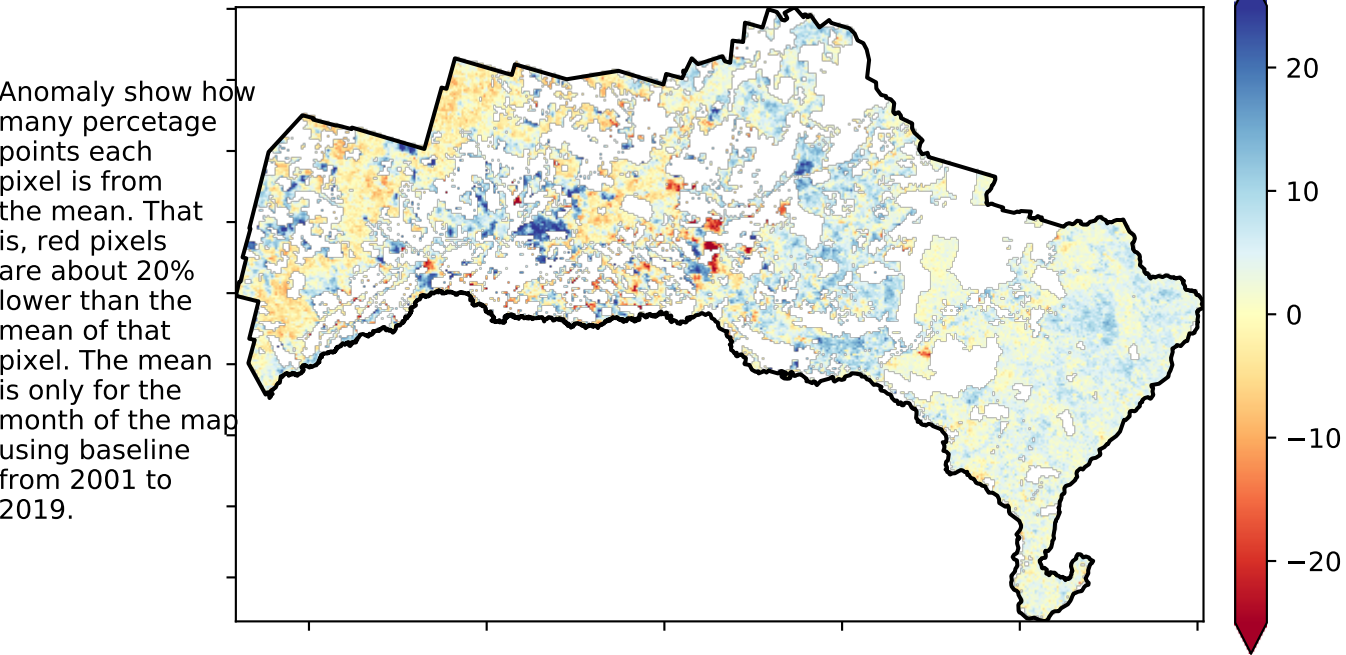 Anomaly show how
many percetage
points each
pixel is from
the mean. That
is, red pixels
are about 20%
lower than the
mean of that
pixel. The mean
is only for the
month of the map
using baseline
from 2001 to
2019.
20
10
0
−10
−20